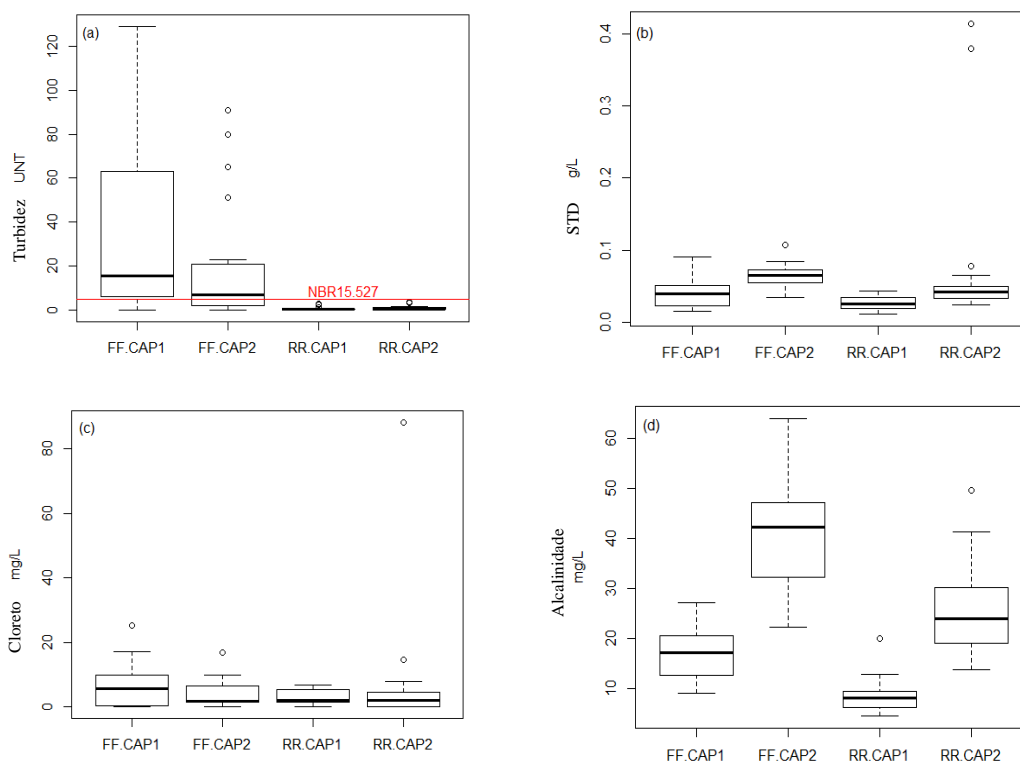 (a)
120
100
80
60
40
20
0
Turbidez UNT
NBR15.527
FF.CAP1 FF.CAP2 RR.CAP1 RR.CAP2
(b)
0.4
0.3
0.2
0.1
0.0
STD g/L
FF.CAP1 FF.CAP2 RR.CAP1 RR.CAP2
(c)
80
60
40
20
0
Cloreto mg/L
FF.CAP1 FF.CAP2 RR.CAP1 RR.CAP2
(d)
60
50
40
30
20
10
Alcalinidade
mg/L
FF.CAP1 FF.CAP2 RR.CAP1 RR.CAP2